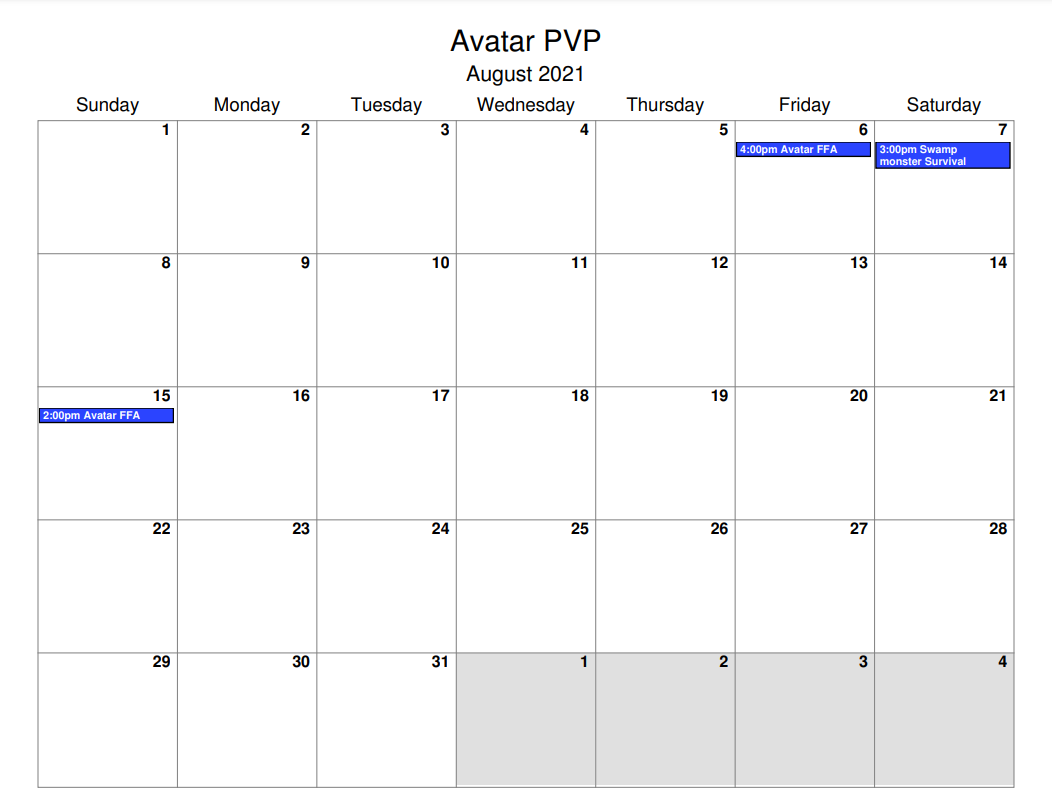 Avatar PVP
August 2021
Sunday Monday Tuesday Wednesday Thursday Friday Saturday
1 2 3 4 5 6 7
4:00pm Avatar FFA
3:00pm Swamp
monster Survival
8 9 10 11 12 13 14
15 16 17 18 19 20 21
2:00pm Avatar FFA
22 23 24 25 26 27 28
29 30 31 1 2 3 4